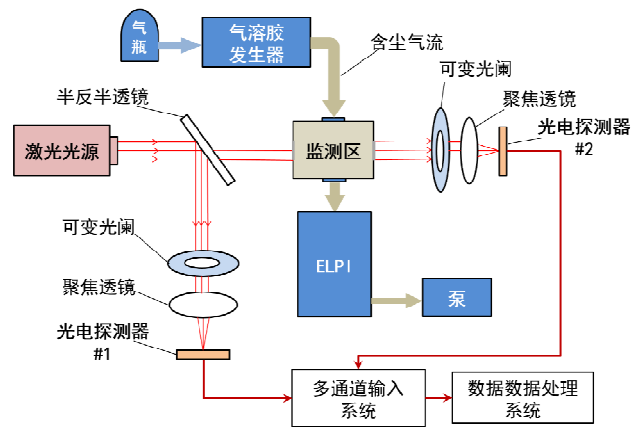 气
瓶
气溶胶
发生器
含尘气流
可变光阑
聚焦透镜
半反半透镜
激光光源
监测区
光电探测器
#2
可变光阑
ELPI
聚焦透镜
泵
光电探测器
#1
多通道输入
系统
数据数据处理
系统